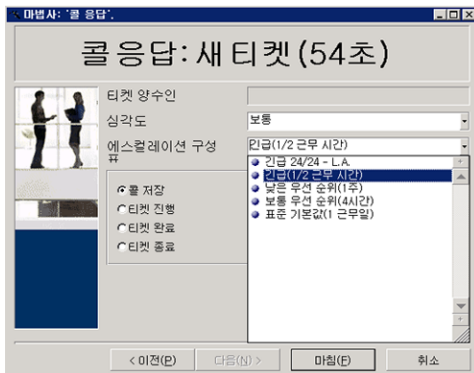 마법사: '콜 응답'.
콜 응답: 새 티켓 (54초)
티켓 양수인
심각도
보통
에스컬레이션 구성표
긴급(1/2 근무 시간)
긴급 24/24 - L.A.
긴급(1/2 근무 시간)
낮은 우선 순위(1주)
보통 우선 순위(4시간)
표준 기본값(1 근무일)
콜 저장
티켓 진행
티켓 완료
티켓 종료
< 이전(P)
다음(N) >
마침(F)
취소